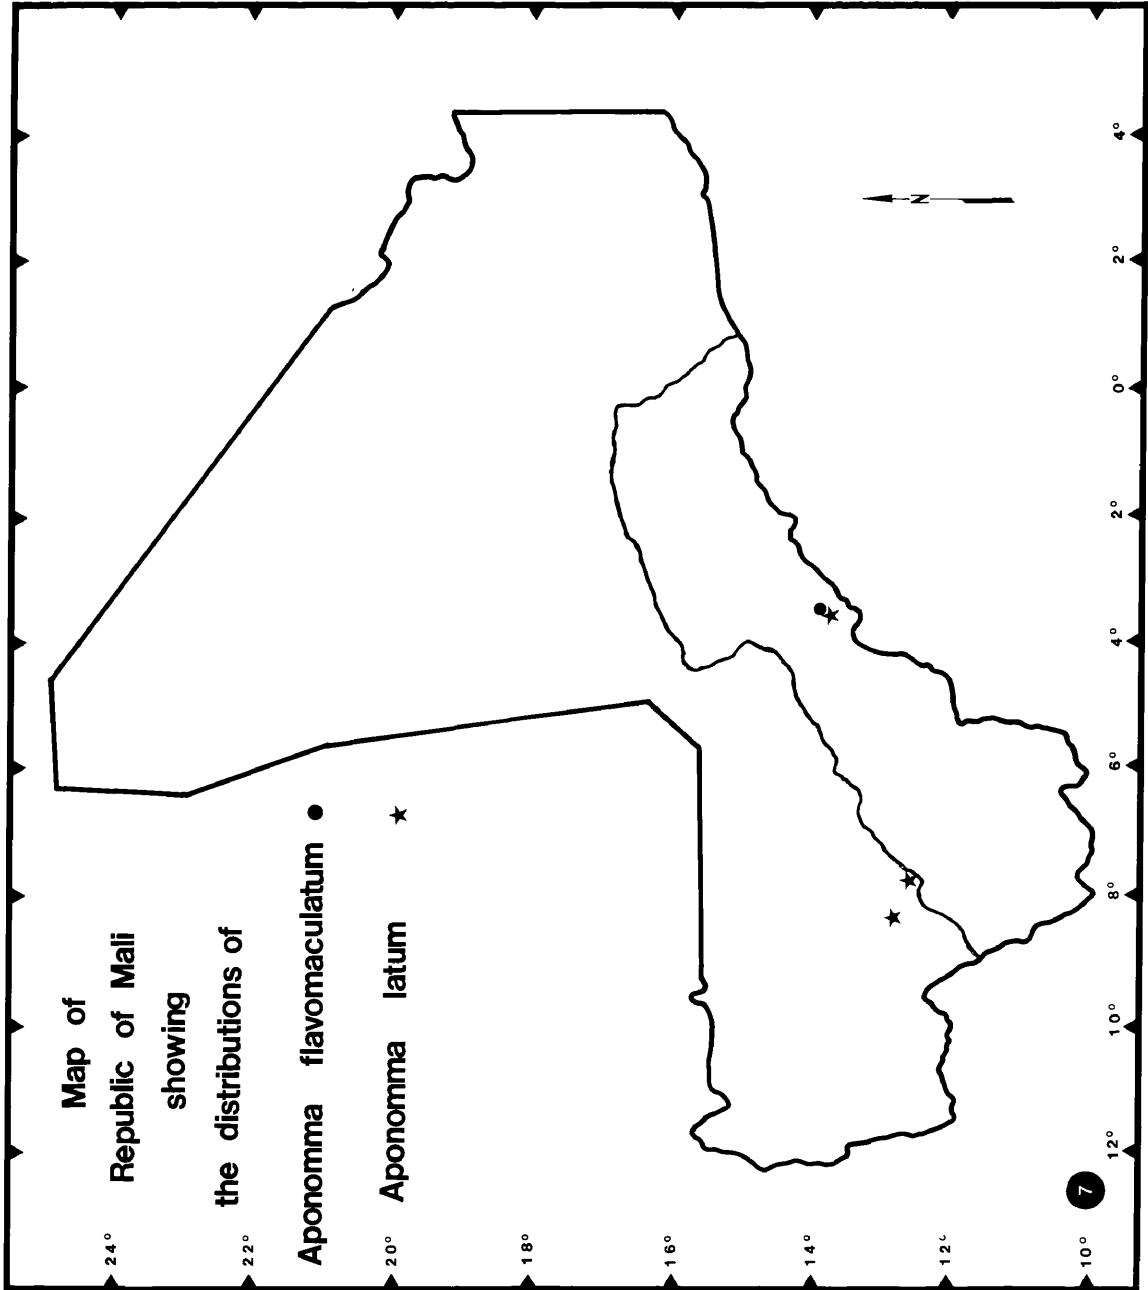 Map of
Republic of Mali
showing
the distributions of
Aponomma flavomaculatum
Aponomma latum
24°
22°
20°
18°
16°
14°
12°
10°
7
N
12°
10°
8°
6°
4°
2°
0°
2°
4°